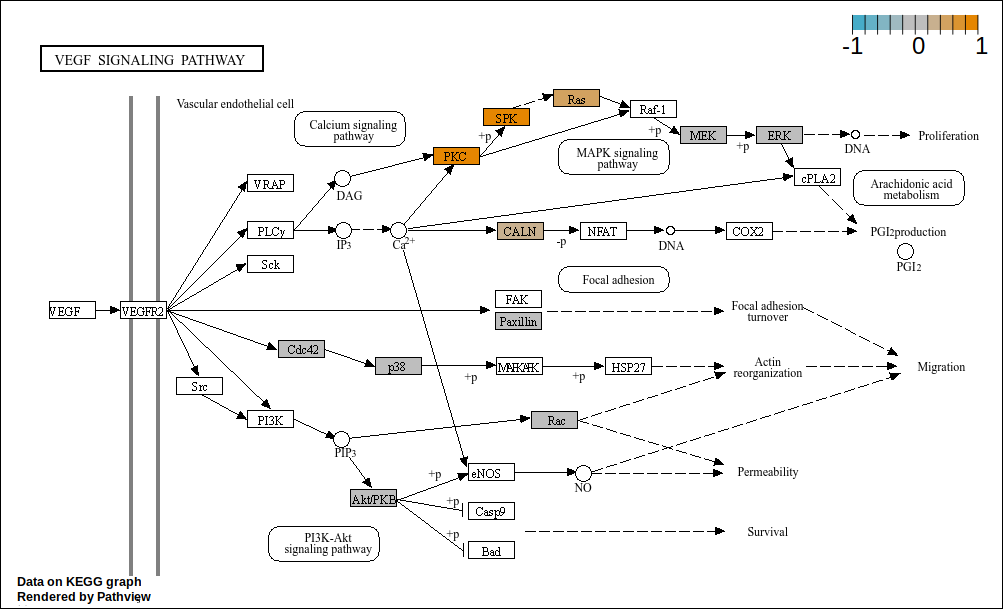 -1 0 1
VEGF SIGNALING PATHWAY
Vascular endothelial cell
Calcium signaling
pathway
SPK
Ras
Raf-1
+p
+p
MEK
+p
ERK
DNA
Proliferation
PKC
MAPK signaling
pathway
VRAP
DAG
cPLA2
Arachidonic acid
metabolism
PLCγ
IP3
Ca2+
CALN
-p
NFAT
DNA
COX2
PGI2production
PGI2
Sck
Focal adhesion
VEGF
VEGFR2
FAK
Paxillin
Focal adhesion
turnover
Cdc42
p38
+p
+p
HSP27
Actin
reorganization
Migration
Src
PI3K
Rac
PIP3
+p
eNOS
NO
Permeability
Akt/PKB
+p
Casp9
+p
Bad
Survival
PI3K-Akt
signaling pathway
Data on KEGG graph
Rendered by Pathview